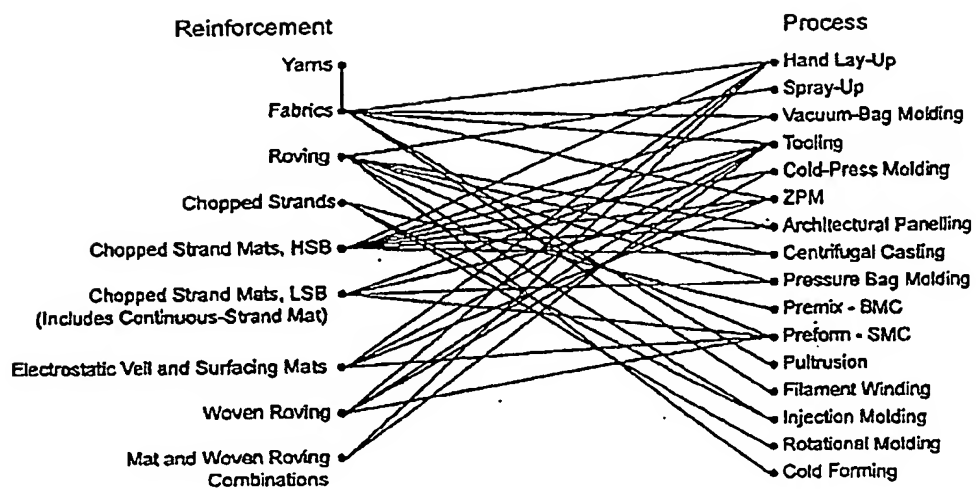 Reinforcement
Yarns
Fabrics
Roving
Chopped Strands
Chopped Strand Mats, HSB
Chopped Strand Mats, LSB
(Includes Continuous-Strand Mat)
Electrostatic Veil and Surfacing Mats
Woven Roving
Mat and Woven Roving
Combinations
Process
Hand Lay-Up
Spray-Up
Vacuum-Bag Molding
Tooling
Cold-Press Molding
ZPM
Architectural Panelling
Centrifugal Casting
Pressure Bag Molding
Premix - BMC
Preform - SMC
Pultrusion
Filament Winding
Injection Molding
Rotational Molding
Cold Forming